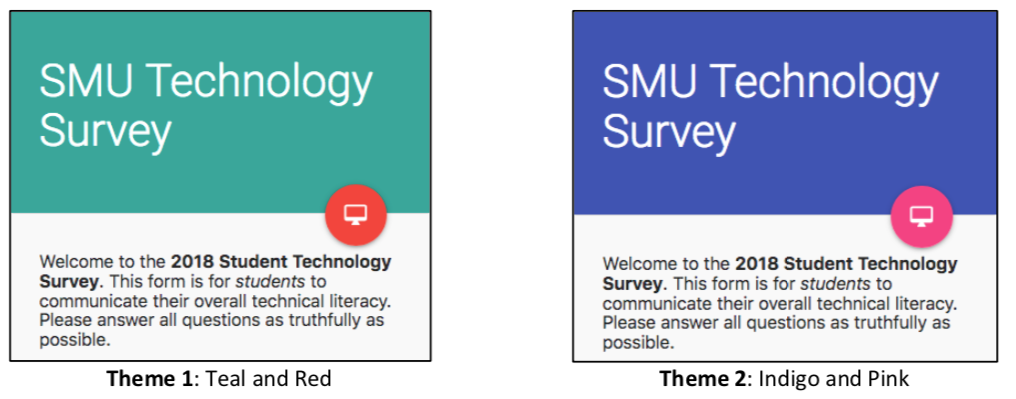 SMU Technology
Survey
Welcome to the 2018 Student Technology
Survey. This form is for students to
communicate their overall technical literacy.
Please answer all questions as truthfully as
possible.
Theme 1: Teal and Red
SMU Technology
Survey
Welcome to the 2018 Student Technology
Survey. This form is for students to
communicate their overall technical literacy.
Please answer all questions as truthfully as
possible.
Theme 2: Indigo and Pink